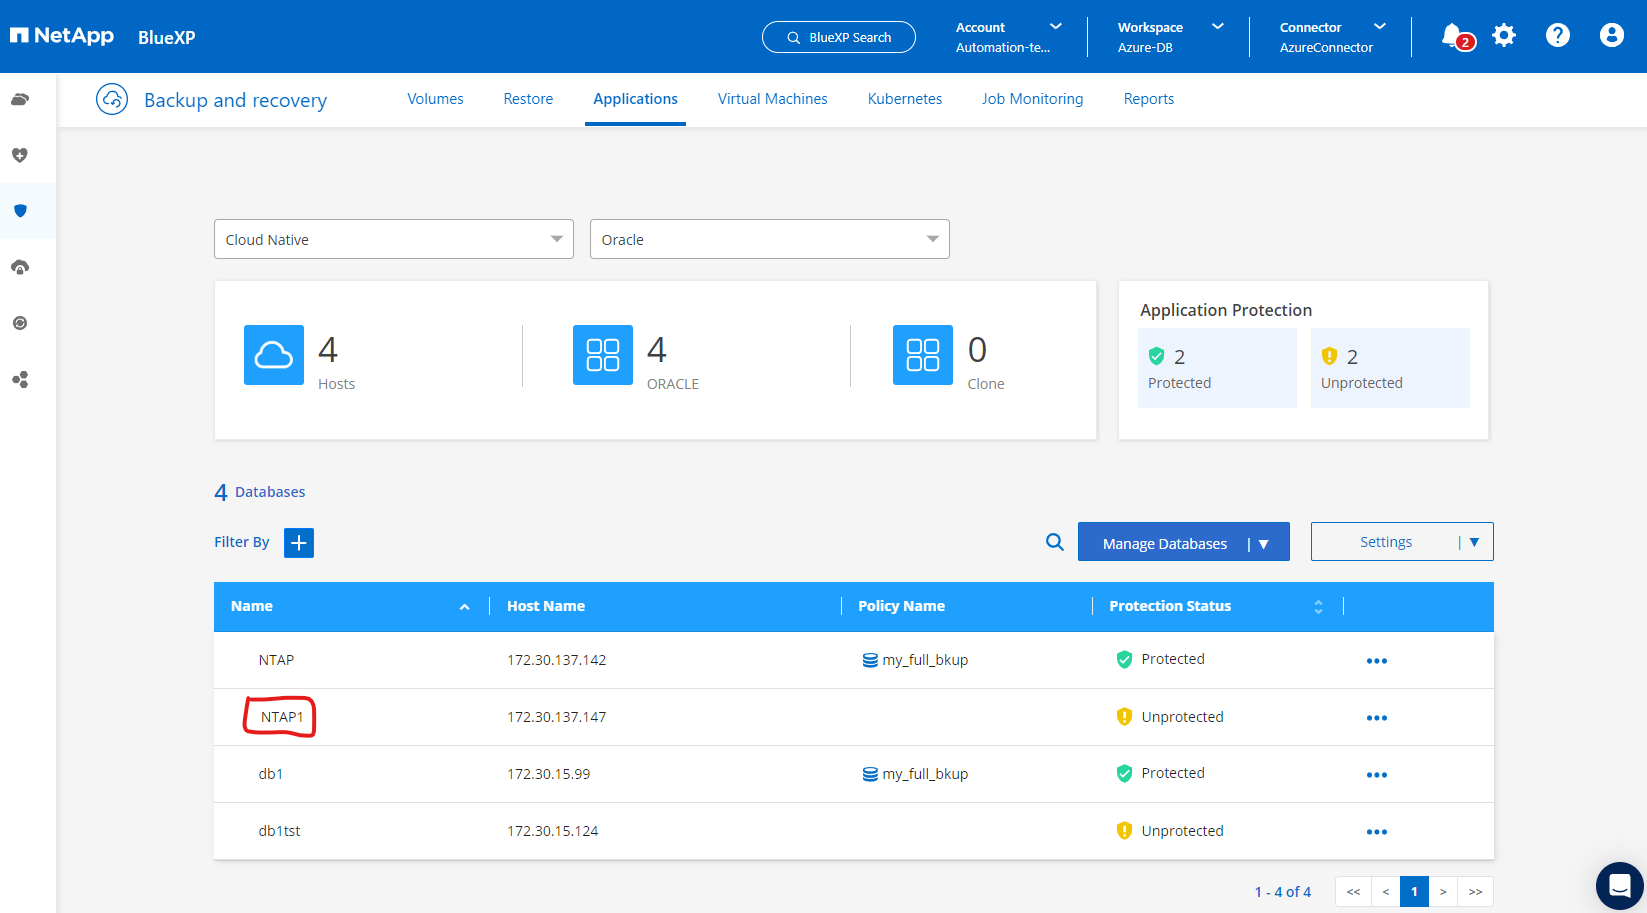 NetApp BlueXP
BlueXP Search
Account
Automation-te...
Workspace
Azure-DB
Connector
AzureConnector
2
Backup and recovery
Volumes Restore Applications Virtual Machines Kubernetes Job Monitoring Reports
Cloud Native
Oracle
4
Hosts
4
ORACLE
0
Clone
Application Protection
2
Protected
2
Unprotected
4 Databases
Filter By
Manage Databases
Settings
Name Host Name Policy Name Protection Status
NTAP 172.30.137.142 my_full_bkup Protected
NTAP1 172.30.137.147 Unprotected
db1 172.30.15.99 my_full_bkup Protected
db1tst 172.30.15.124 Unprotected
1 - 4 of 4 << < 1 > >>